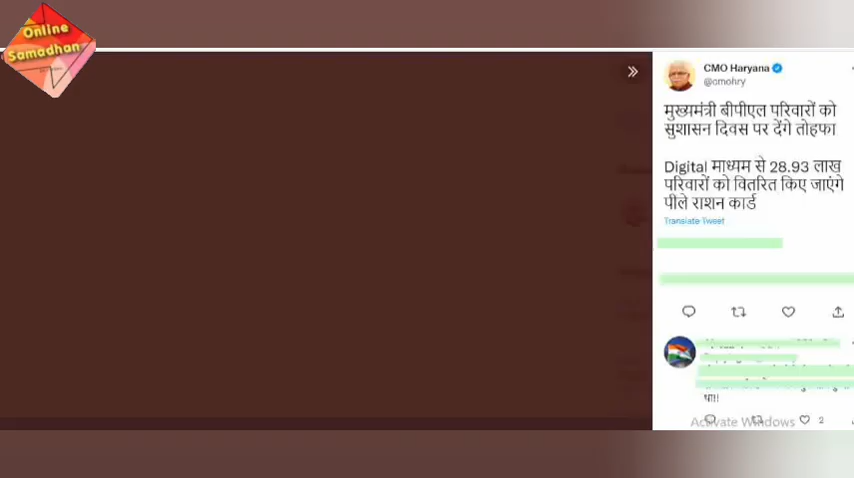 Online
Samadhan
CMO Haryana
@cmohry
मुख्यमंत्री बीपीएल परिवारों को
सुशासन दिवस पर देंगे तोहफा
Digital माध्यम से 28.93 लाख
परिवारों को वितरित किए जाएंगे
पीले राशन कार्ड
Translate Tweet
था!!
Activate Windows
2